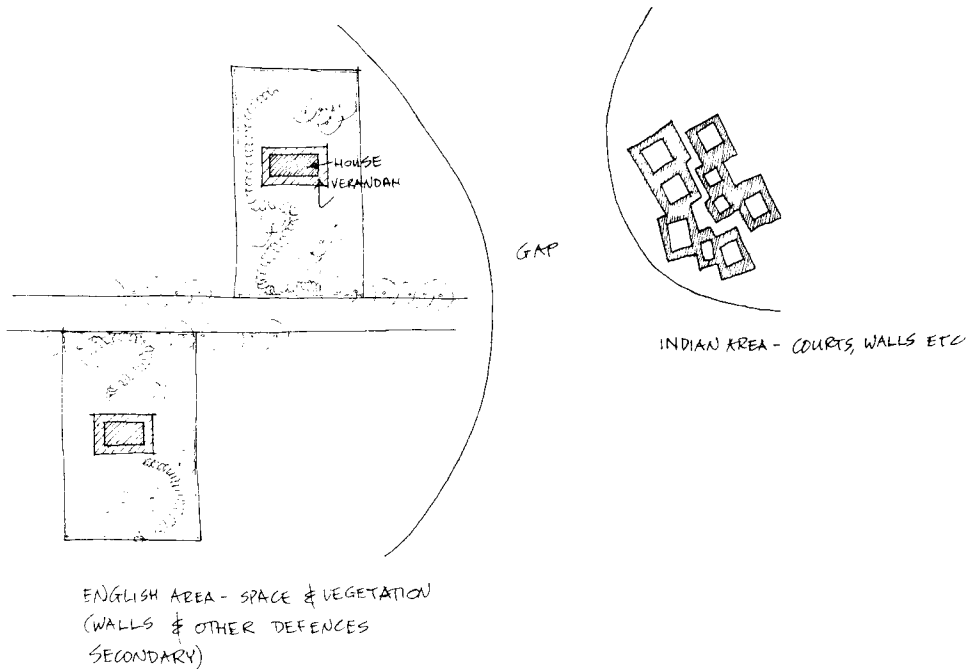 HOUSE
VERANDAH
GAP
INDIAN AREA - COURTS, WALLS ETC
ENGLISH AREA - SPACE & VEGETATION
(WALLS & OTHER DEFENCES
SECONDARY)